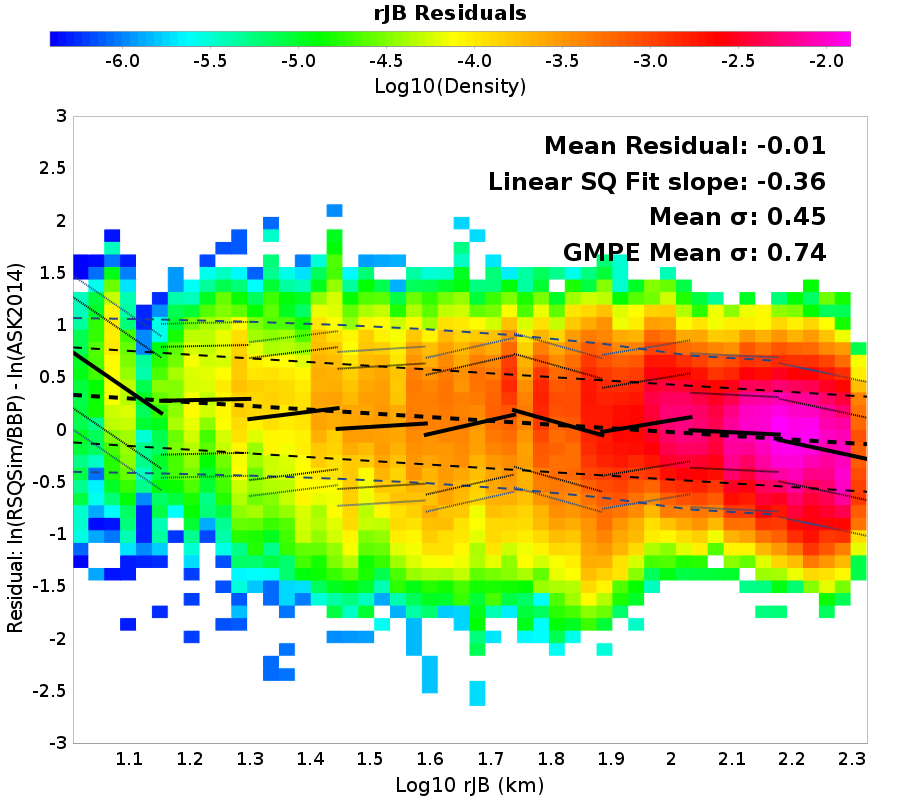 rJB Residuals
-6.0 -5.5 -5.0 -4.5 -4.0 -3.5 -3.0 -2.5 -2.0
Log10(Density)
Mean Residual: -0.01
Linear SQ Fit slope: -0.36
Mean σ: 0.45
GMPE Mean σ: 0.74
3
2.5
2
1.5
1
0.5
0
-0.5
-1
-1.5
-2
-2.5
-3
Residual: ln(RSQSim/BBP) - ln(ASK2014)
1.1 1.2 1.3 1.4 1.5 1.6 1.7 1.8 1.9 2 2.1 2.2 2.3
Log10 rJB (km)